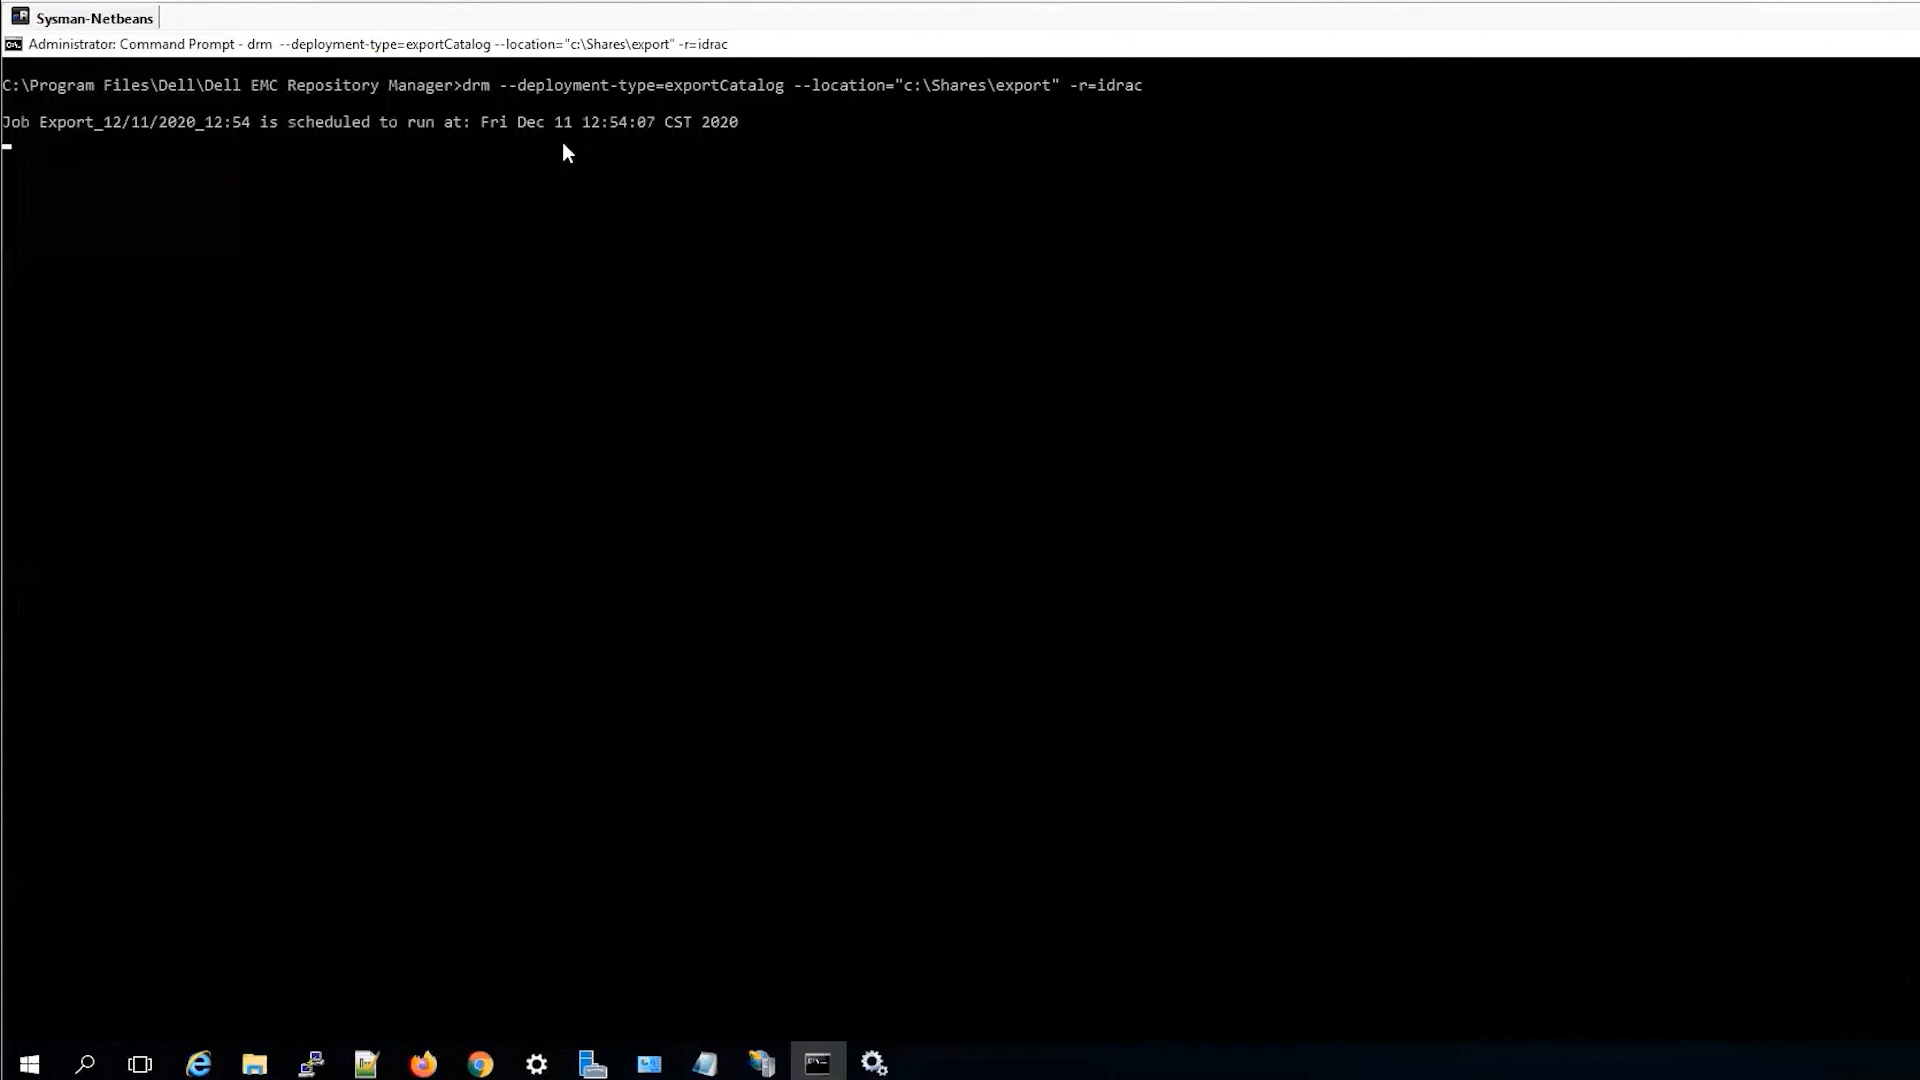 Sysman-Netbeans
Administrator: Command Prompt - drm --deployment-type=exportCatalog --location="c:\Shares\export" -r=idrac
C:\Program Files\Dell\Dell EMC Repository Manager>drm --deployment-type=exportCatalog --location="c:\Shares\export" -r=idrac
Job Export_12/11/2020_12:54 is scheduled to run at: Fri Dec 11 12:54:07 CST 2020